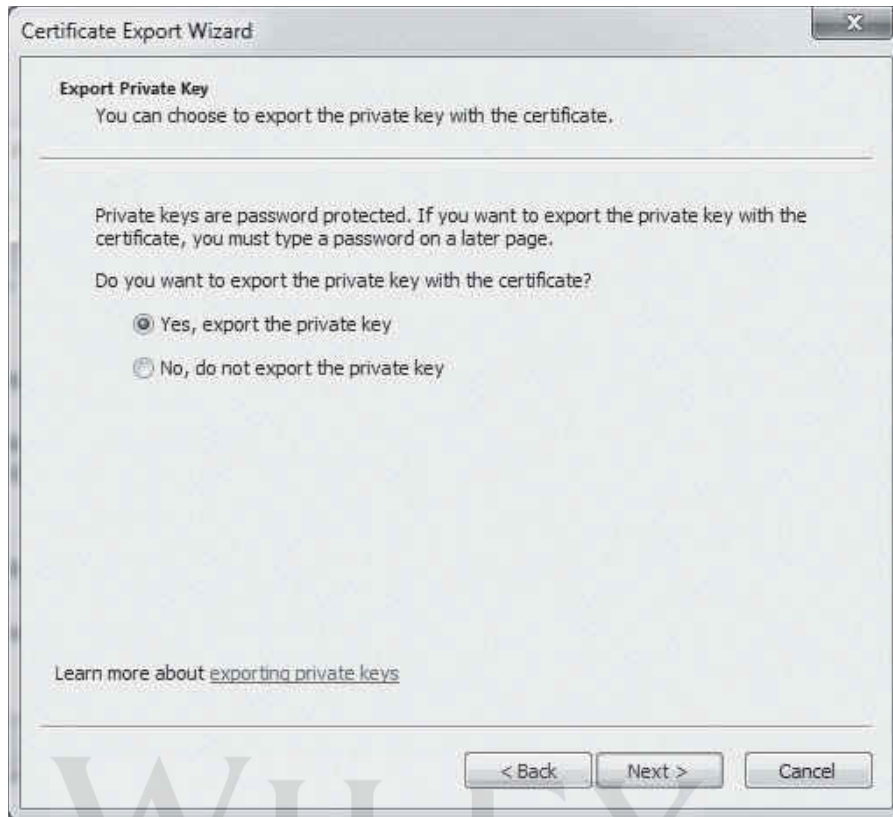 Certificate Export Wizard
X
Export Private Key
You can choose to export the private key with the certificate.
Private keys are password protected. If you want to export the private key with the
certificate, you must type a password on a later page.
Do you want to export the private key with the certificate?
Yes, export the private key
No, do not export the private key
Learn more about exporting private keys
< Back
Next >
Cancel
WILEY